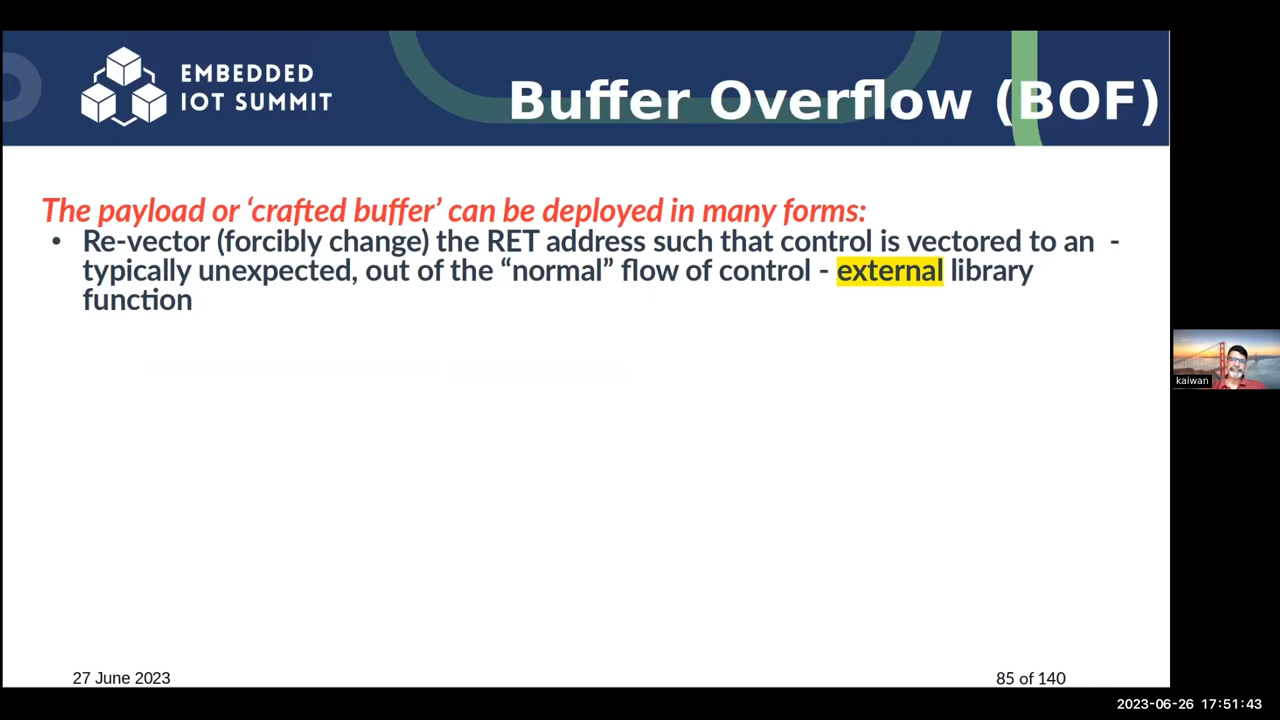 EMBEDDED
IOT SUMMIT
Buffer Overflow (BOF)
The payload or ‘crafted buffer’ can be deployed in many forms:
• Re-vector (forcibly change) the RET address such that control is vectored to an  -
typically unexpected, out of the “normal” flow of control - external library
function
kaiwan
27 June 2023
85 of 140
2023-06-26 17:51:43